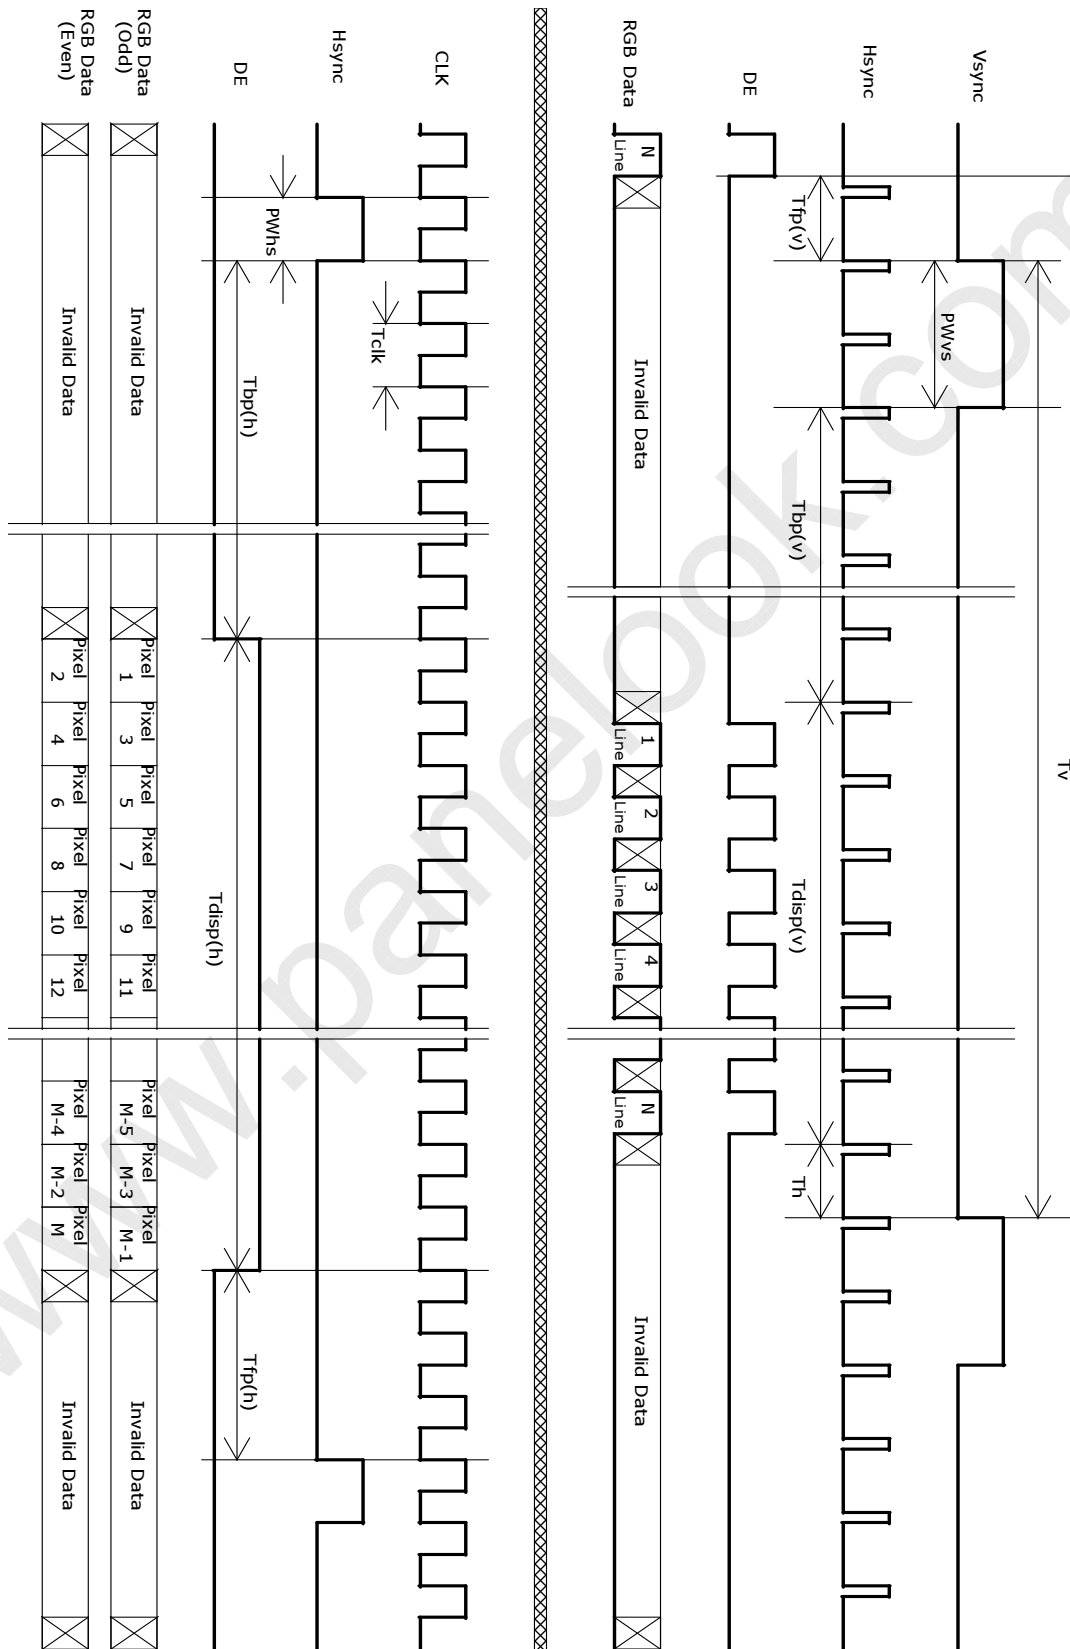 Vsync
Tv
PWvs
Hsync
Tfp(v)
Tbp(v)
Tdisp(v)
Th
DE
RGB Data
Line N
Invalid Data
Line 1
Line 2
Line 3
Line 4
Line N
Invalid Data
CLK
Tclk
Hsync
PWhs
DE
Tbp(h)
Tdisp(h)
Tfp(h)
RGB Data
(Odd)
Invalid Data
Pixel 1
Pixel 3
Pixel 5
Pixel 7
Pixel 9
Pixel 11
Pixel M-5
Pixel M-3
Pixel M-1
Invalid Data
RGB Data
(Even)
Invalid Data
Pixel 2
Pixel 4
Pixel 6
Pixel 8
Pixel 10
Pixel 12
Pixel M-4
Pixel M-2
Pixel M
Invalid Data
www.panelook.com